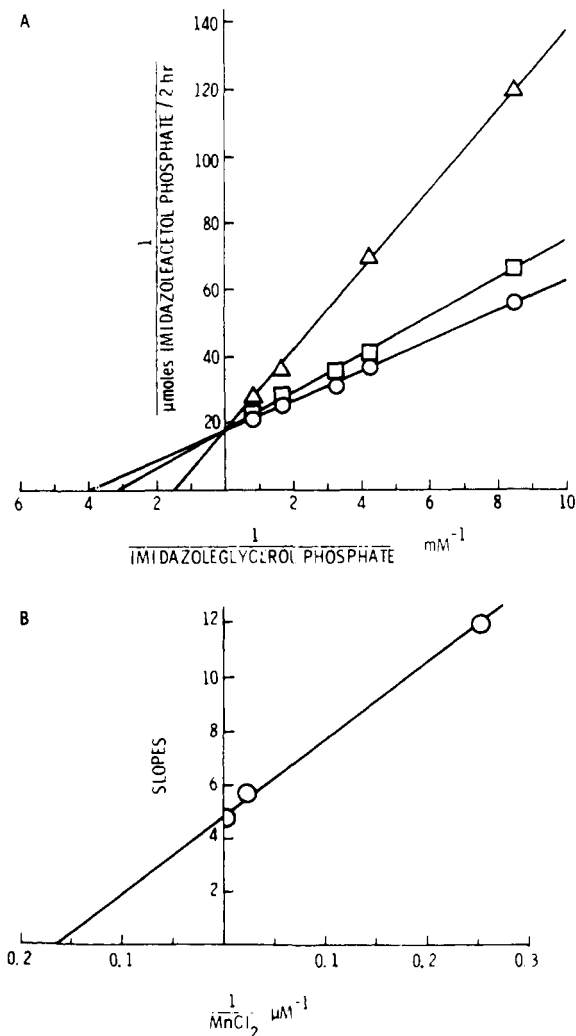 A
140
120
100
80
60
40
20
1
μmoles IMIDAZOLEACETOL PHOSPHATE / 2 hr
6 4 2 2 4 6 8 10
1
IMIDAZOLEGLYCEROL PHOSPHATE mM⁻¹
B
12
10
8
6
4
2
SLOPES
0.2 0.1 0.1 0.2 0.3
1
MnCl₂ μM⁻¹